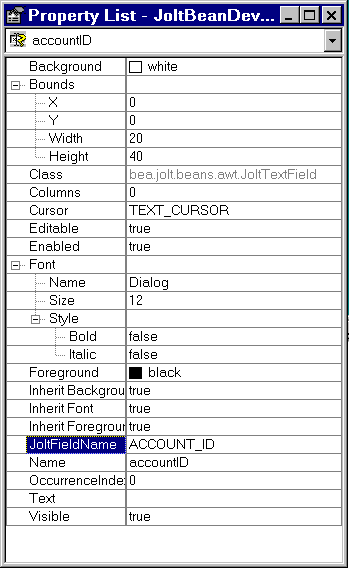 Property List - JoltBeanDev...
accountID
Background white
Bounds
X 0
Y 0
Width 20
Height 40
Class bea.jolt.beans.awt.JoltTextField
Columns 0
Cursor TEXT_CURSOR
Editable true
Enabled true
Font
Name Dialog
Size 12
Style
Bold false
Italic false
Foreground black
Inherit Backgrou true
Inherit Font true
Inherit Foregroun true
JoltFieldName ACCOUNT_ID
Name accountID
OccurrenceIndex 0
Text
Visible true